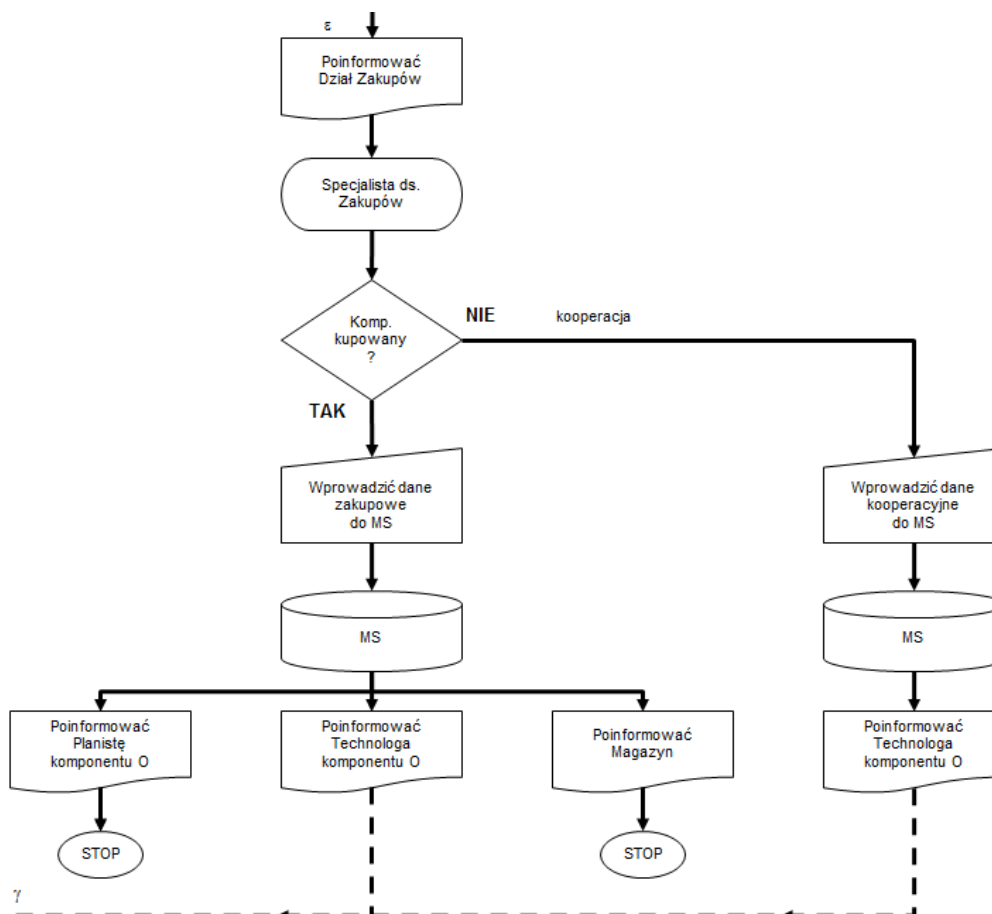 ε
Poinformować
Dział Zakupów
Specjalista ds.
Zakupów
Komp.
kupowany
?
NIE
kooperacja
TAK
Wprowadzić dane
zakupowe
do MS
Wprowadzić dane
kooperacyjne
do MS
MS
MS
Poinformować
Planistę
komponentu O
Poinformować
Technologa
komponentu O
Poinformować
Magazyn
Poinformować
Technologa
komponentu O
STOP
STOP
γ